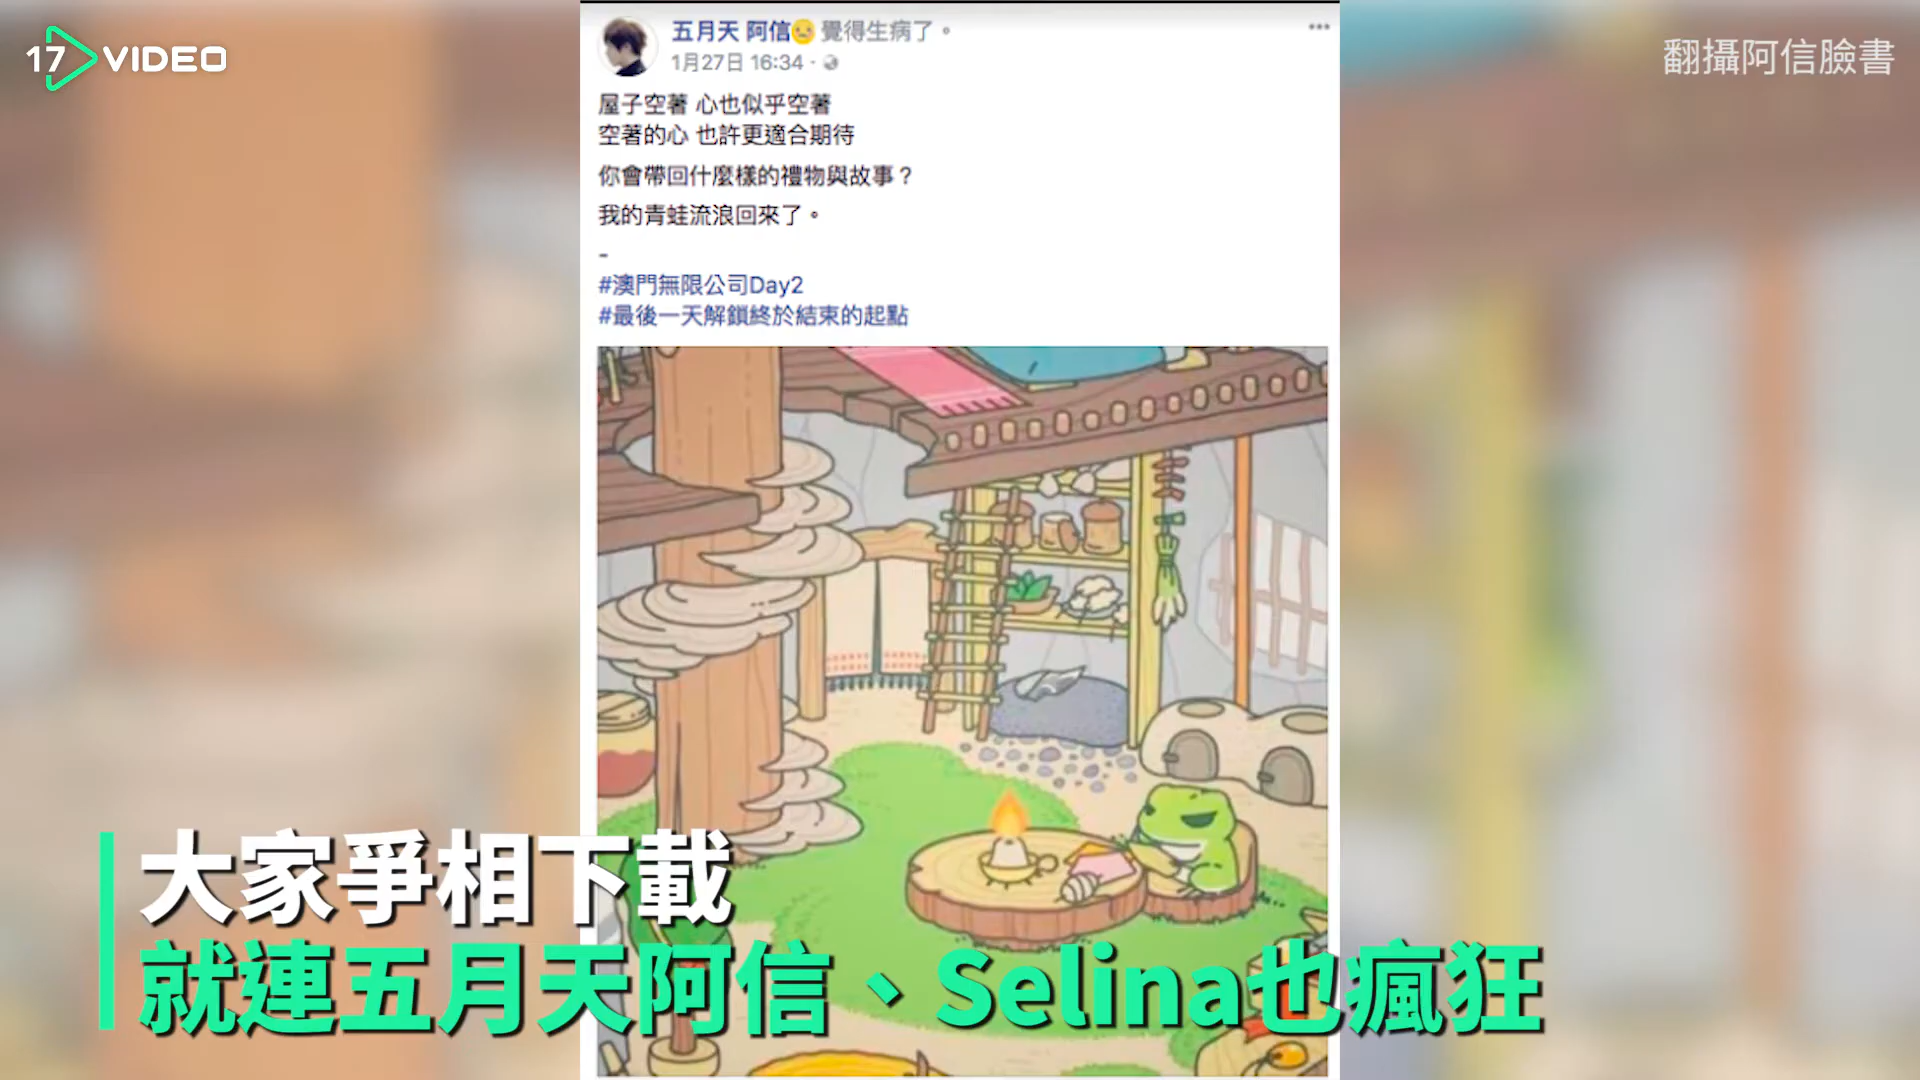 17 VIDEO
翻攝阿信臉書
五月天 阿信 覺得生病了。
1月27日 16:34 ·
屋子空著 心也似乎空著
空著的心 也許更適合期待
你會帶回什麼樣的禮物與故事？
我的青蛙流浪回來了。
-
#澳門無限公司Day2
#最後一天解鎖終於結束的起點
大家爭相下載
就連五月天阿信、Selina也瘋狂